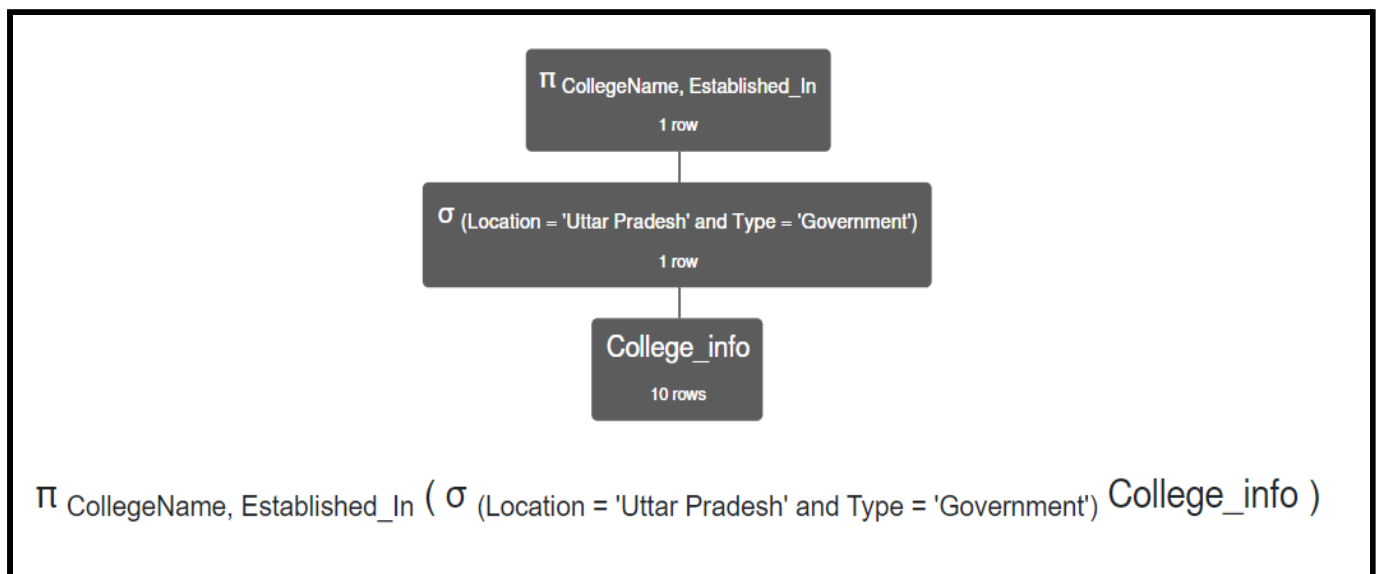 π CollegeName, Established_In
1 row
σ (Location = 'Uttar Pradesh' and Type = 'Government')
1 row
College_info
10 rows
π CollegeName, Established_In ( σ (Location = 'Uttar Pradesh' and Type = 'Government') College_info )